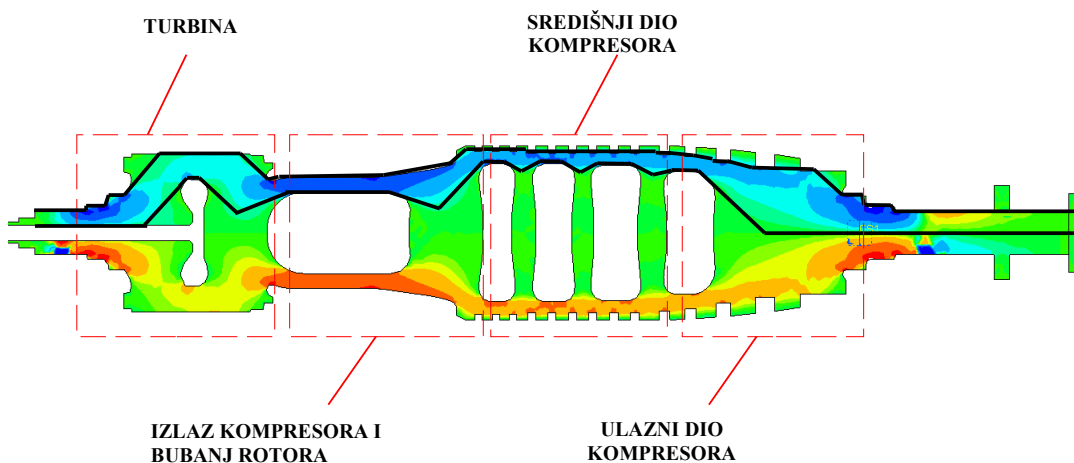 TURBINA
SREDIŠNJI DIO
KOMPRESORA
IZLAZ KOMPRESORA I
BUBANJ ROTORA
ULAZNI DIO
KOMPRESORA